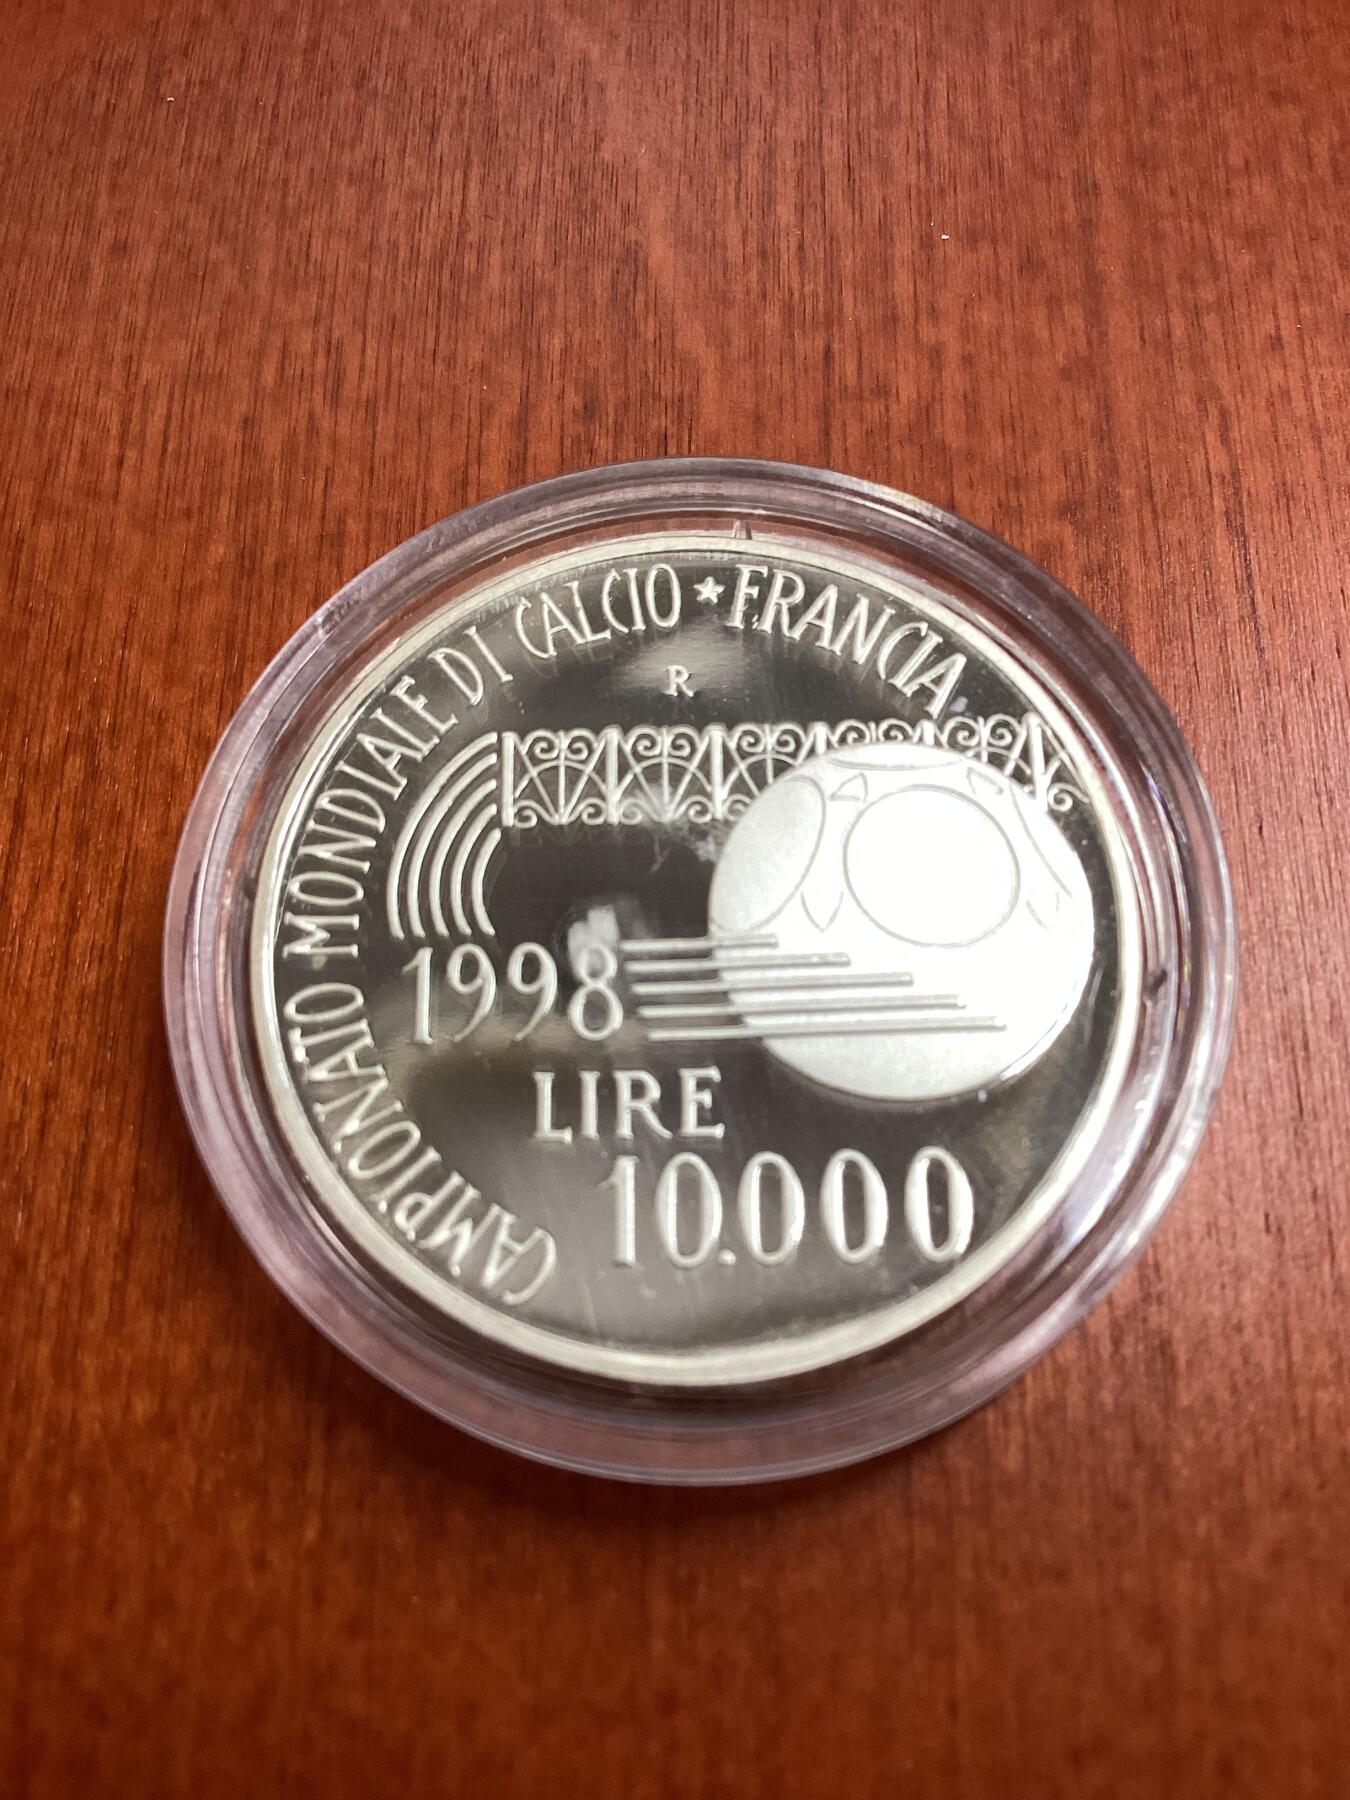 CAMPIONATO MONDIALE DI CALCIO ★ FRANCIA
R
1998
LIRE
10.000